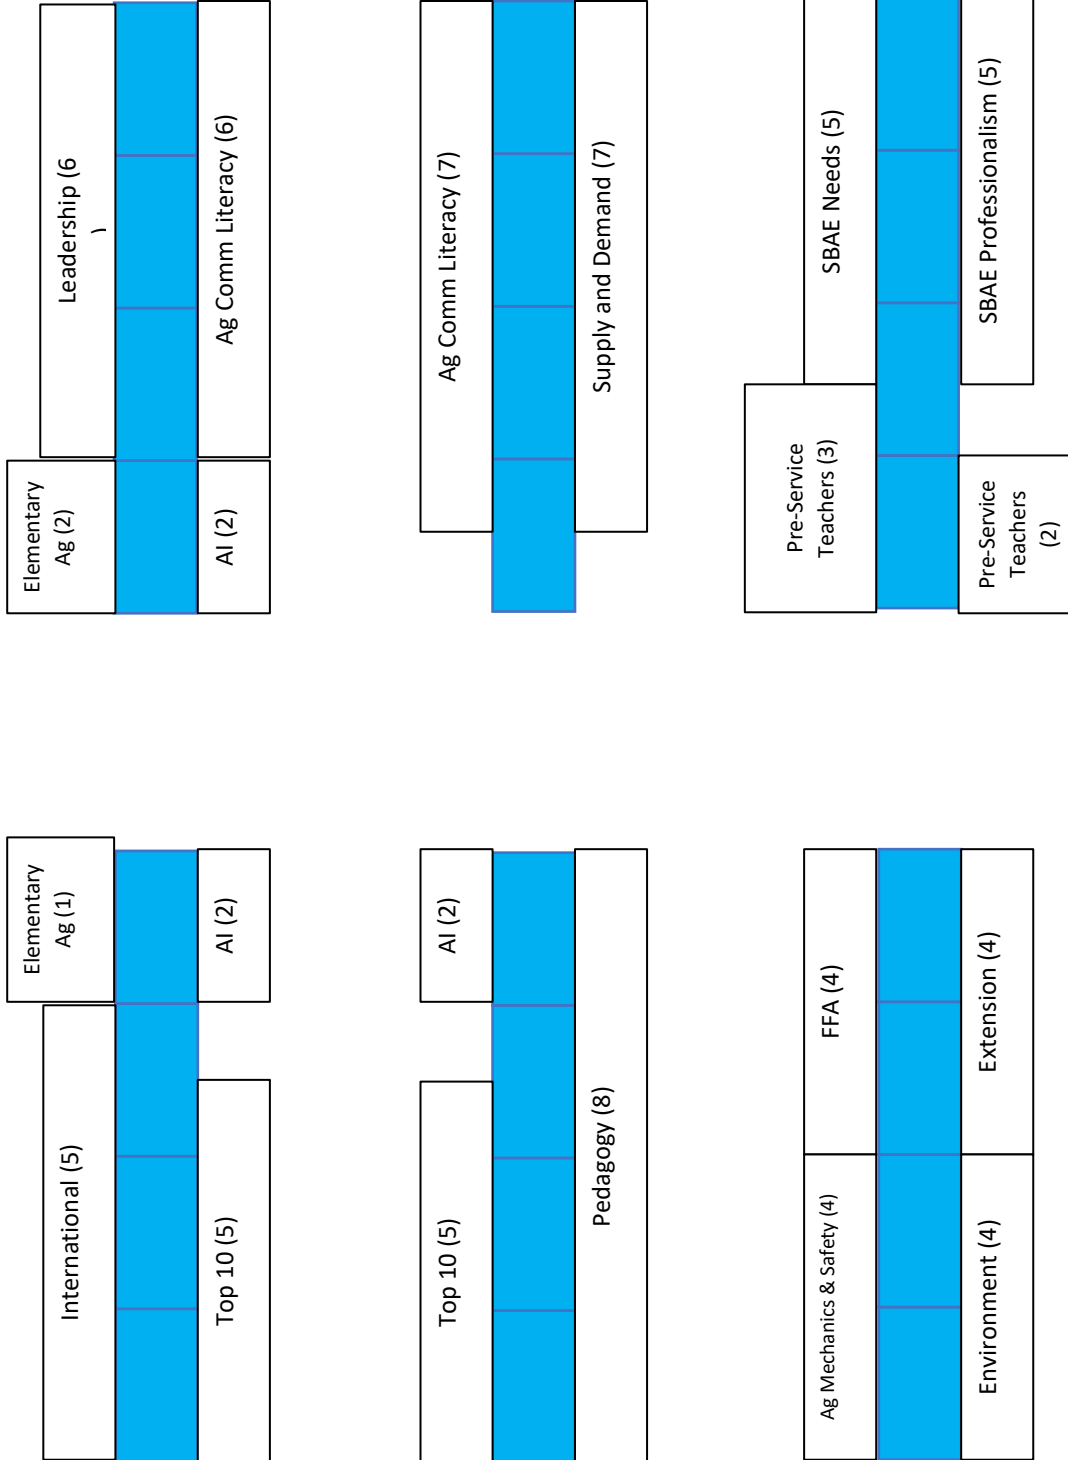 International (5)
Elementary
Ag (1)
Elementary
Ag (2)
Leadership (6
)
Top 10 (5)
AI (2)
AI (2)
Ag Comm Literacy (6)
Top 10 (5)
AI (2)
Ag Comm Literacy (7)
Pedagogy (8)
Supply and Demand (7)
Ag Mechanics & Safety (4)
FFA (4)
Pre-Service
Teachers (3)
SBAE Needs (5)
Environment (4)
Extension (4)
Pre-Service
Teachers
(2)
SBAE Professionalism (5)